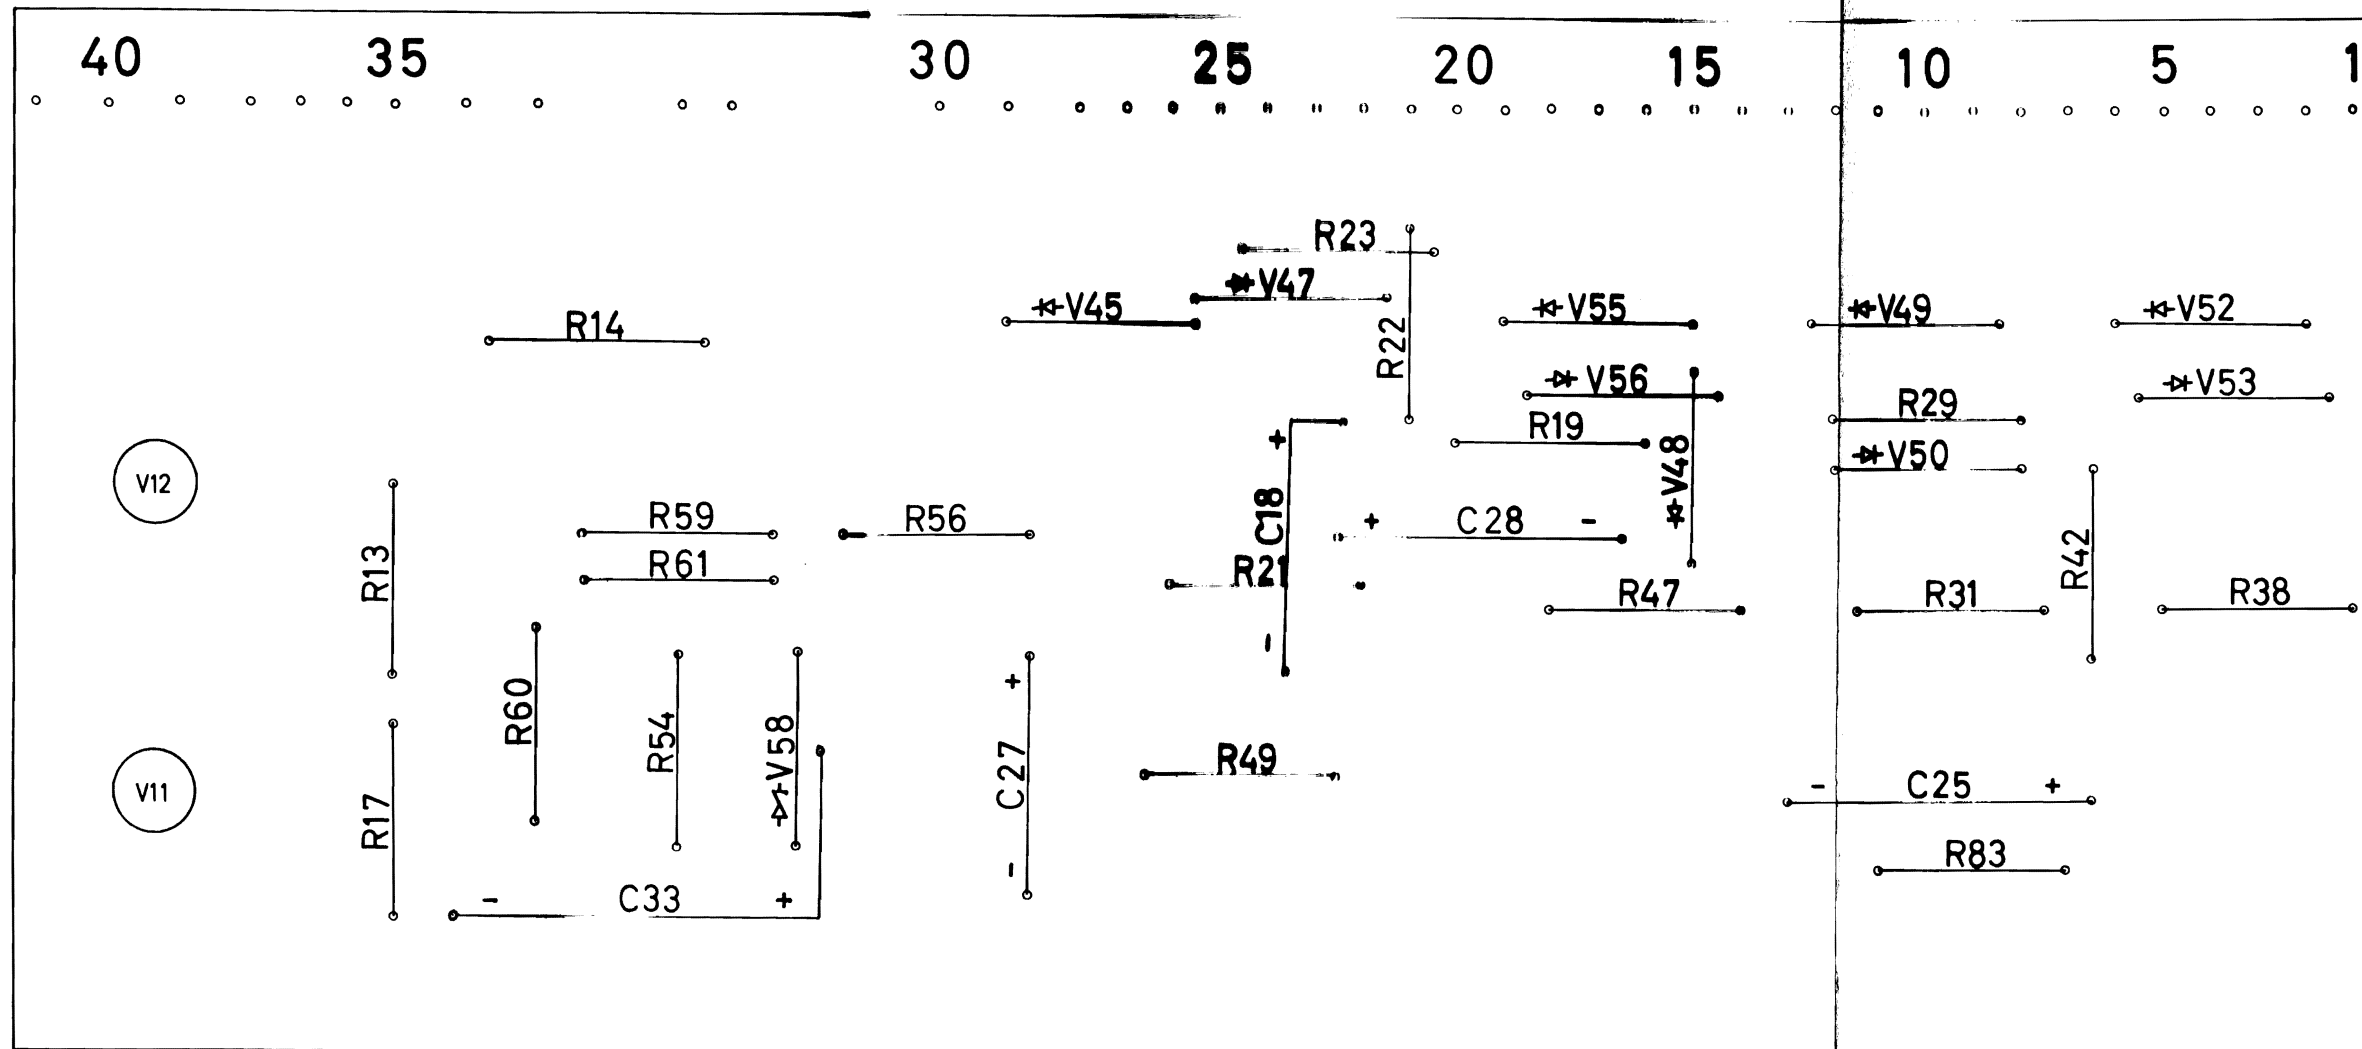 40 35 30 25 20 15 10 5 1
R23
V47
V45 V55 V49 V52
R14
R22
V56 V53
R29
R19
+
V48
V50
V12
R59 R56 C18 + C28 -
R13
R61 R21
R42
R47 R31 R38
-
+
R60
R54
V58
C27
R49
V11
R17
- C25 +
R83
-
- C33 +